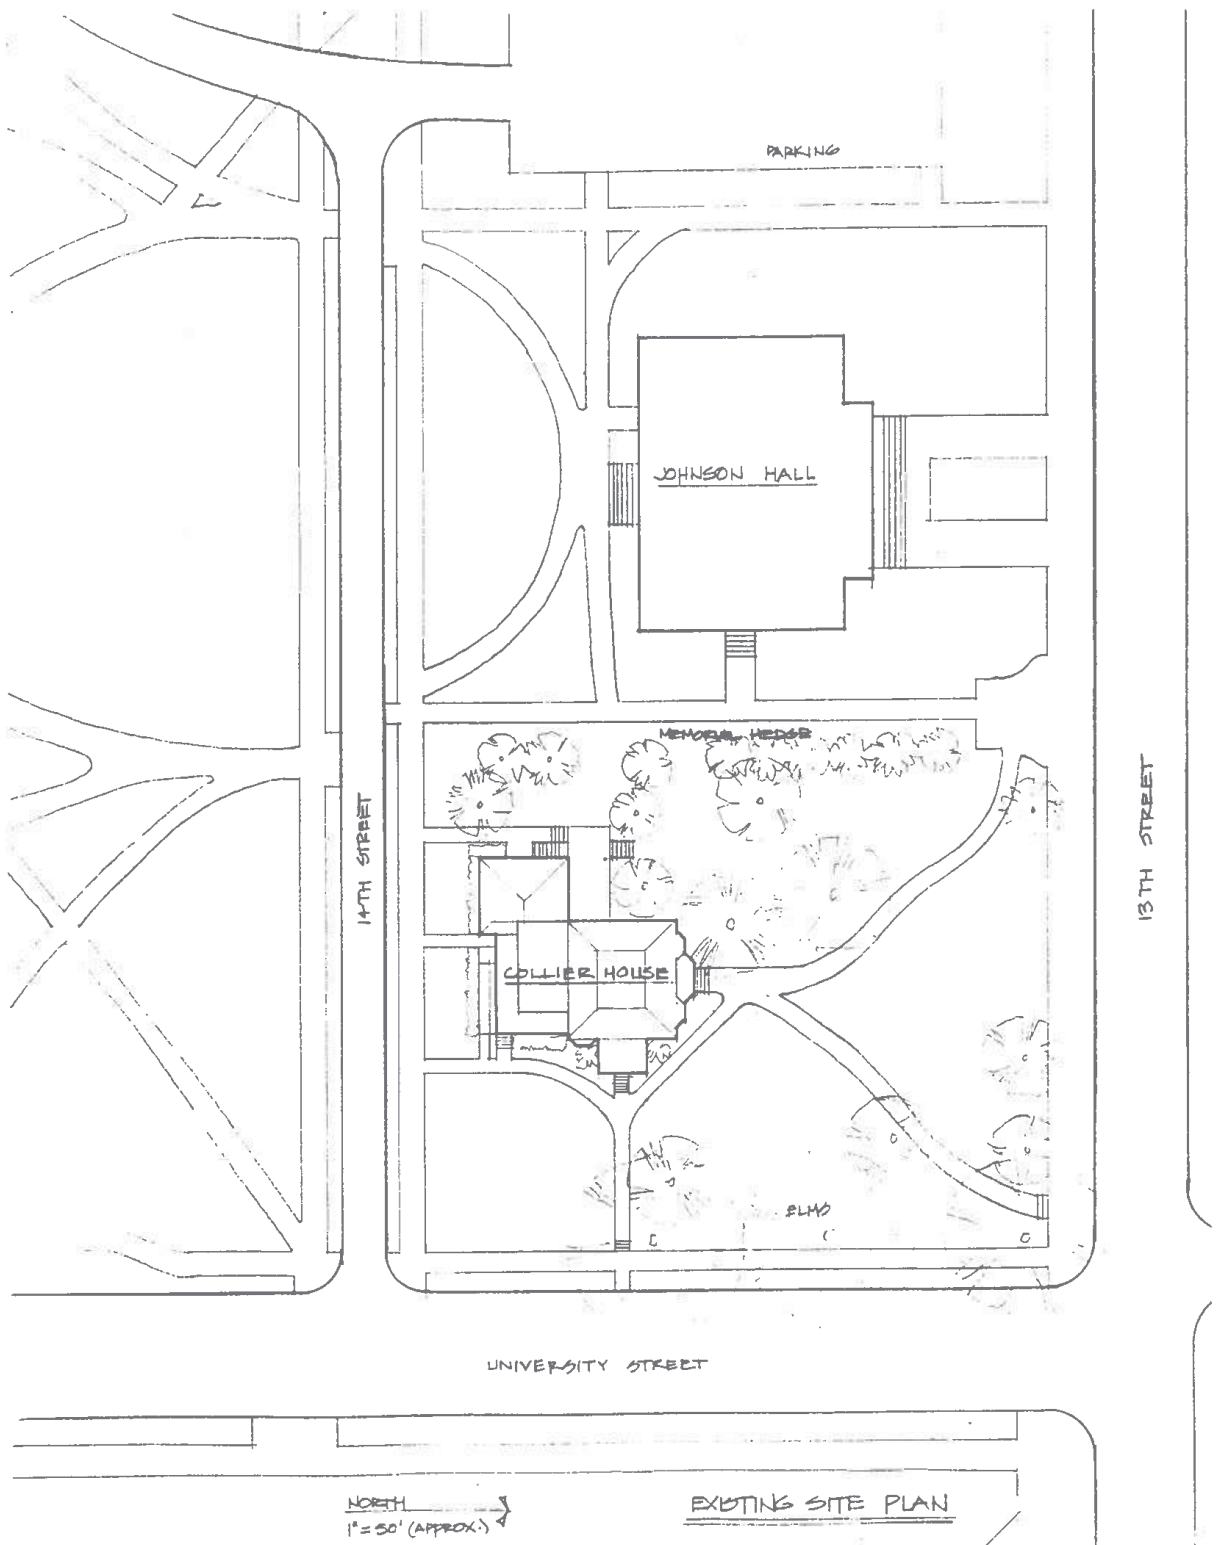 PARKING
JOHNSON HALL
MEMORIAL HEDGE
14TH STREET
13TH STREET
COLLIER HOUSE
ELMS
UNIVERSITY STREET
NORTH
1" = 50' (APPROX.)
EXISTING SITE PLAN